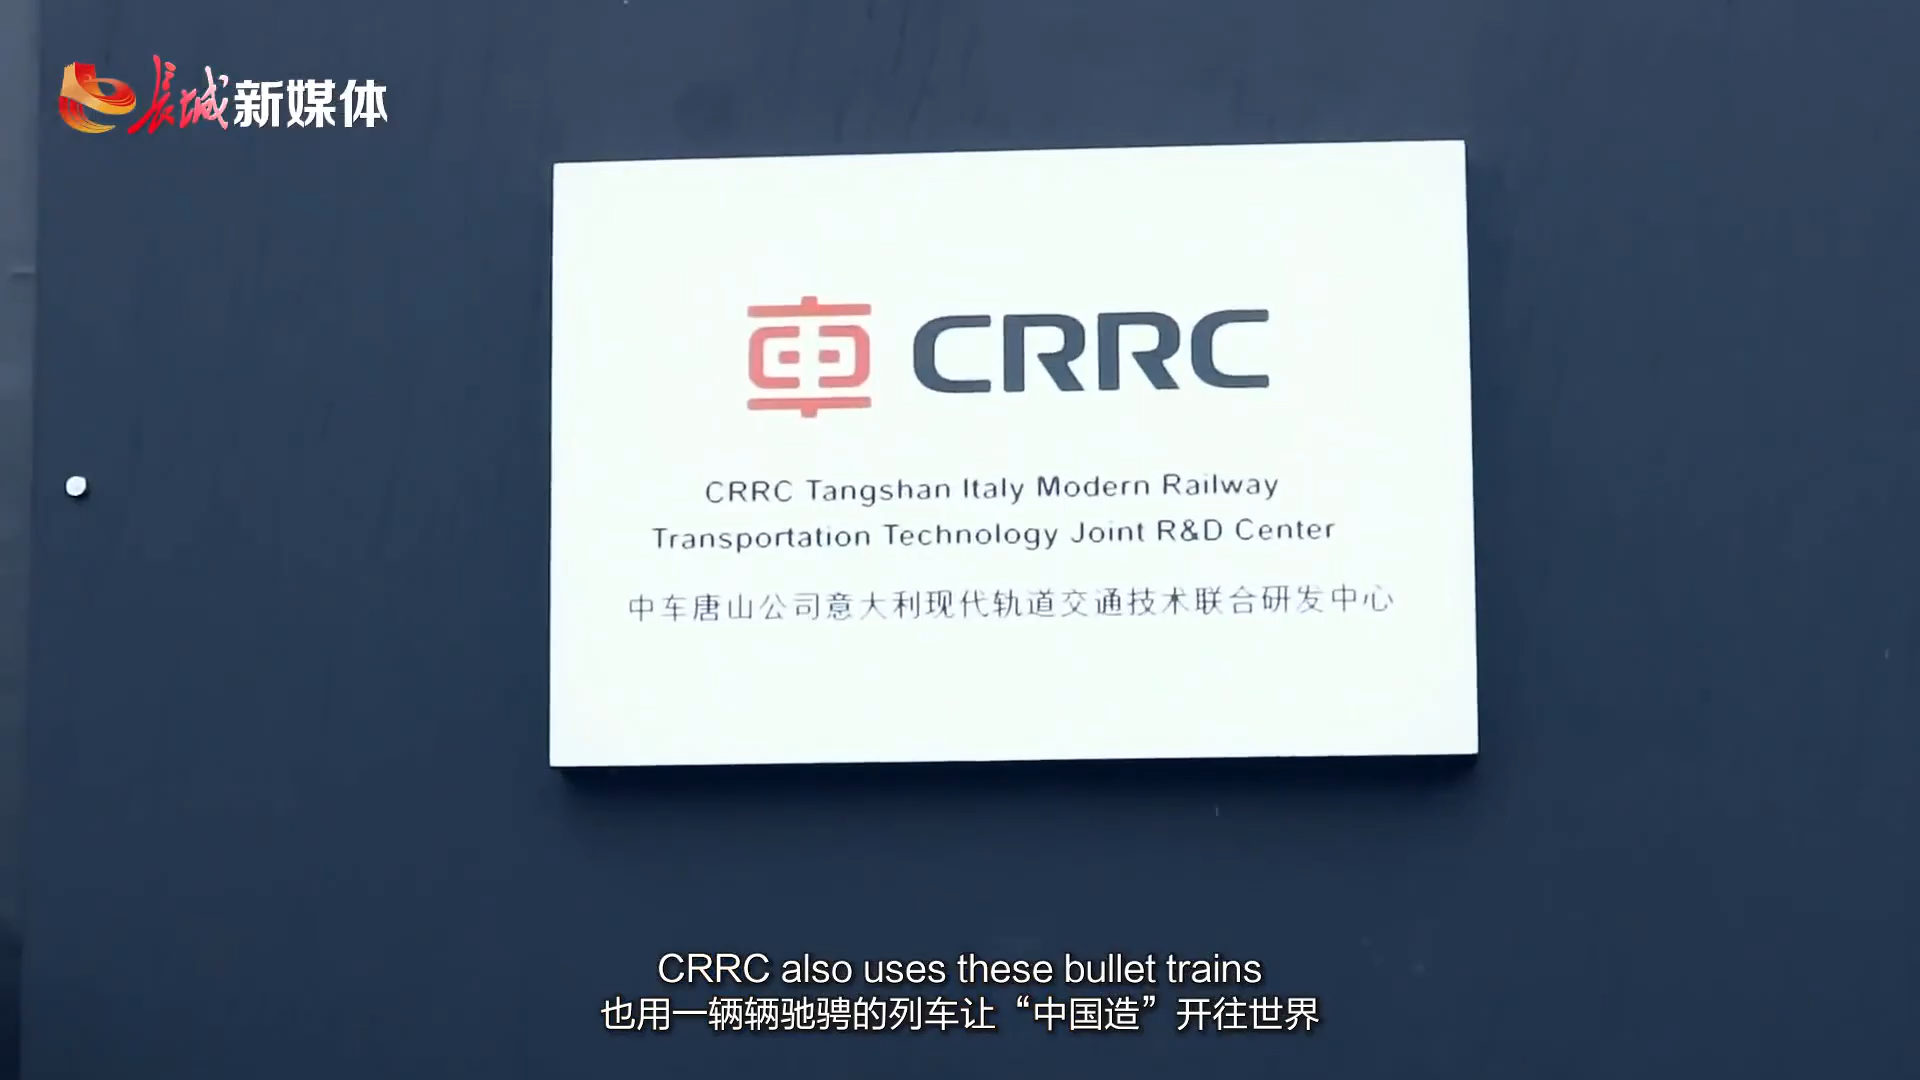 长城新媒体
CRRC
CRRC Tangshan Italy Modern Railway
Transportation Technology Joint R&D Center
中车唐山公司意大利现代轨道交通技术联合研发中心
CRRC also uses these bullet trains
也用一辆辆驰骋的列车让“中国造”开往世界